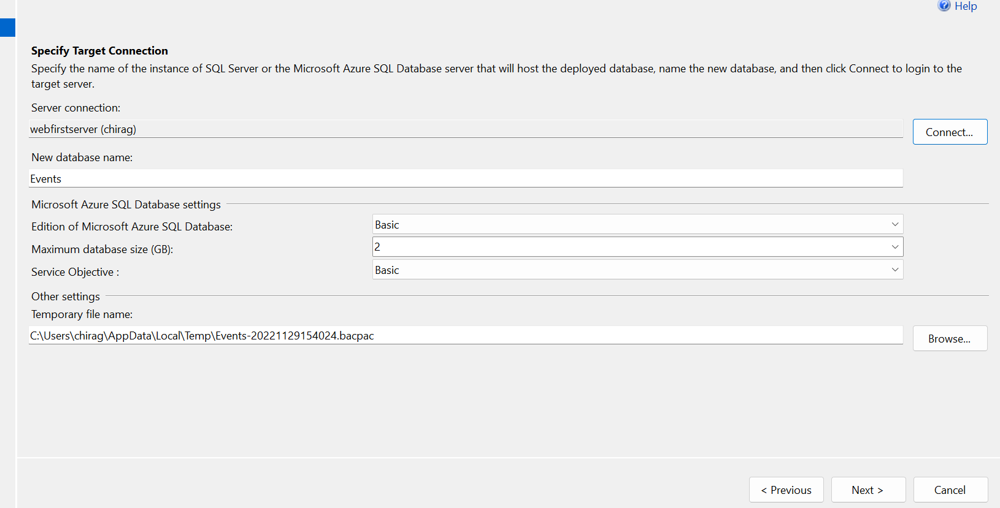 Help
Specify Target Connection
Specify the name of the instance of SQL Server or the Microsoft Azure SQL Database server that will host the deployed database, name the new database, and then click Connect to login to the
target server.
Server connection:
webfirstserver (chirag)
Connect...
New database name:
Events
Microsoft Azure SQL Database settings
Edition of Microsoft Azure SQL Database:
Basic
Maximum database size (GB):
2
Service Objective :
Basic
Other settings
Temporary file name:
C:\Users\chirag\AppData\Local\Temp\Events-20221129154024.bacpac
Browse...
< Previous
Next >
Cancel